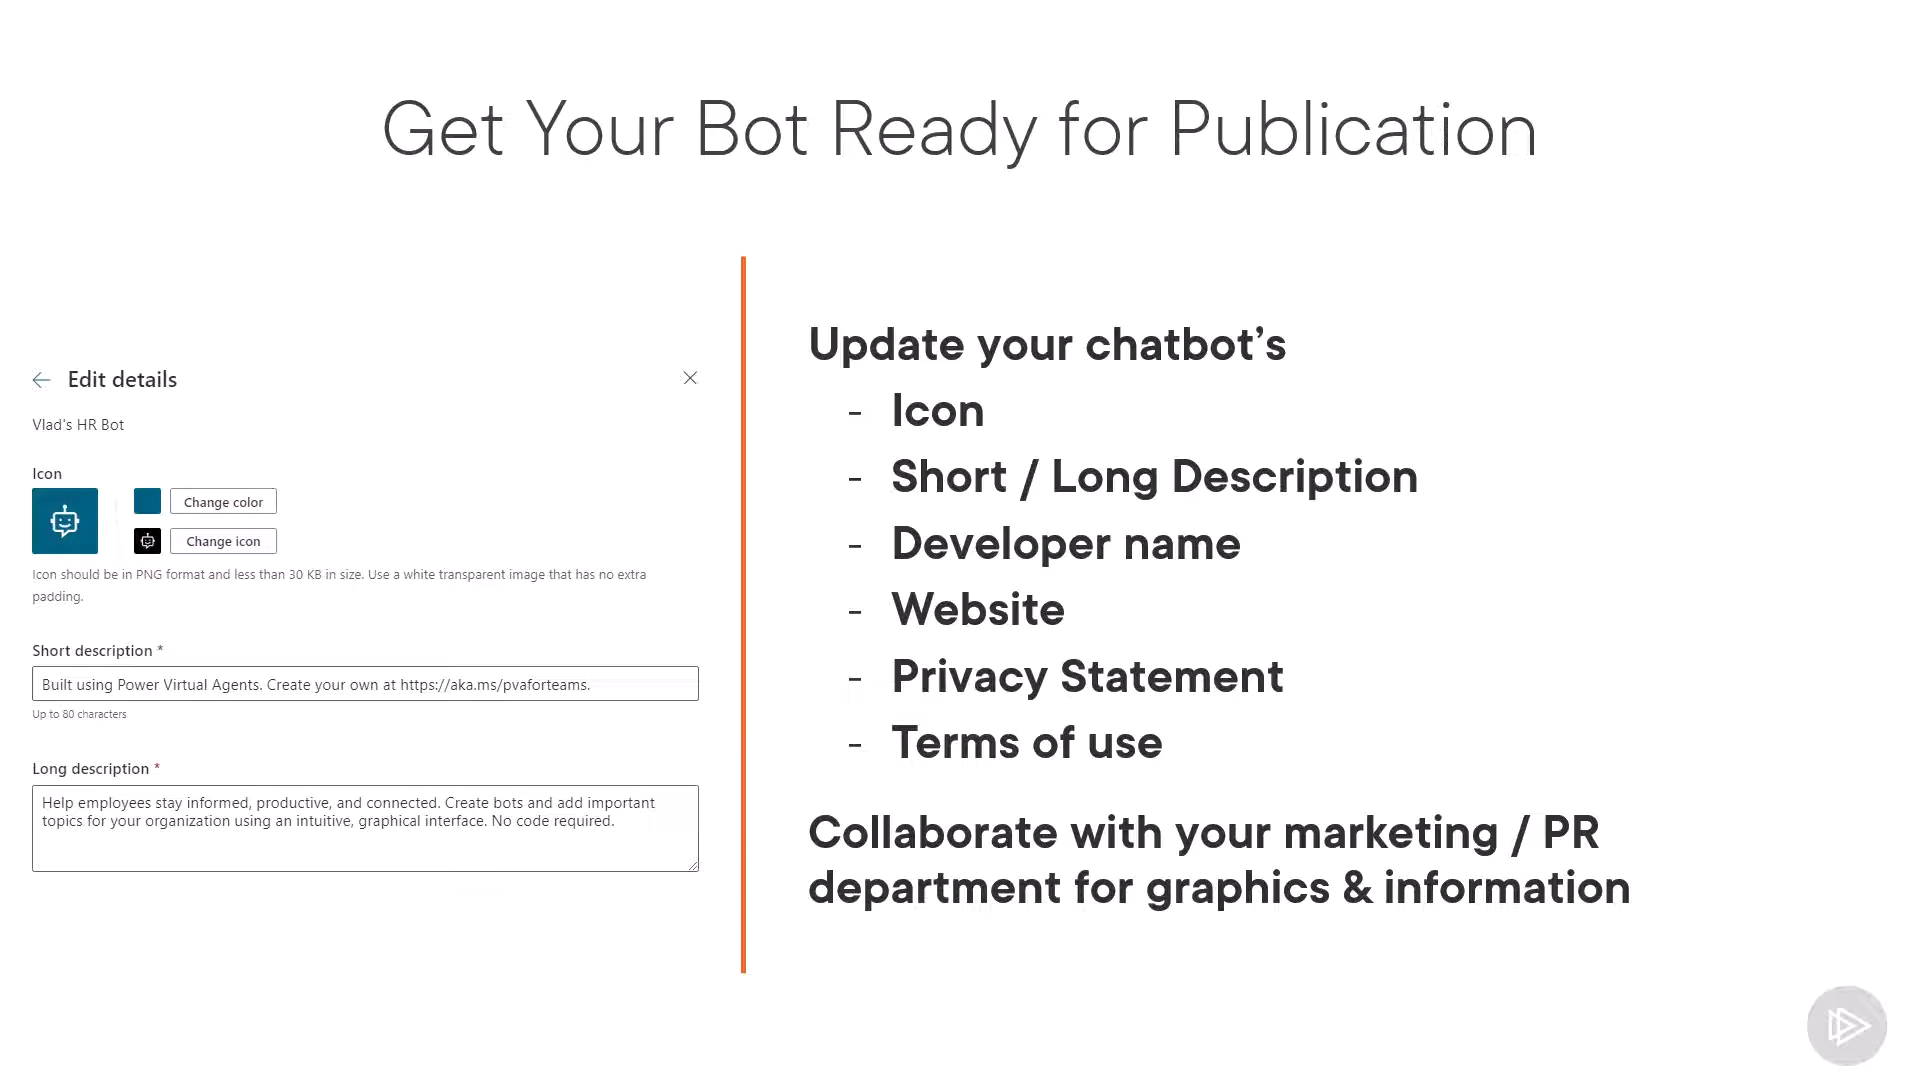 Get Your Bot Ready for Publication
Edit details
Vlad's HR Bot
Icon
Change color
Change icon
Icon should be in PNG format and less than 30 KB in size. Use a white transparent image that has no extra
padding.
Short description *
Built using Power Virtual Agents. Create your own at https://aka.ms/pvaforteams.
Up to 80 characters
Long description *
Help employees stay informed, productive, and connected. Create bots and add important
topics for your organization using an intuitive, graphical interface. No code required.
Update your chatbot’s
- Icon
- Short / Long Description
- Developer name
- Website
- Privacy Statement
- Terms of use
Collaborate with your marketing / PR
department for graphics & information